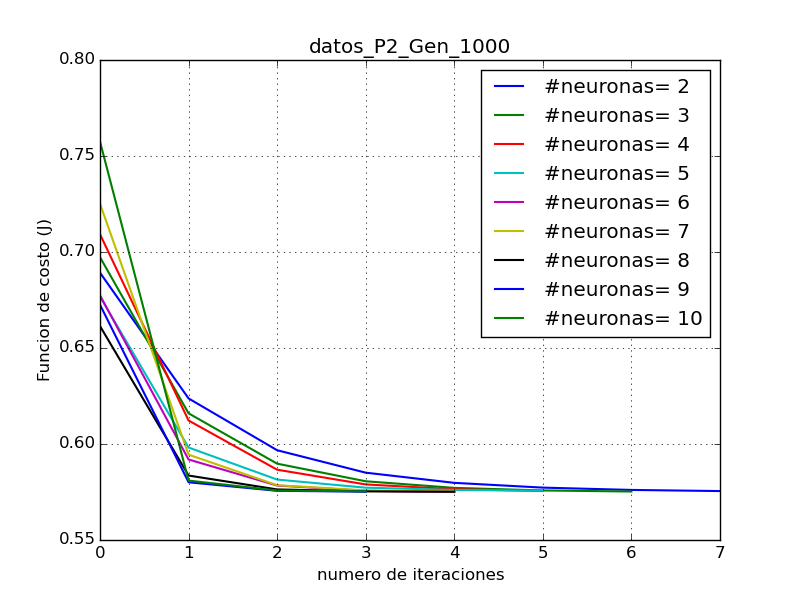 datos_P2_Gen_1000
0.80
0.75
0.70
0.65
0.60
0.55
Funcion de costo (J)
#neuronas= 2
#neuronas= 3
#neuronas= 4
#neuronas= 5
#neuronas= 6
#neuronas= 7
#neuronas= 8
#neuronas= 9
#neuronas= 10
0 1 2 3 4 5 6 7
numero de iteraciones